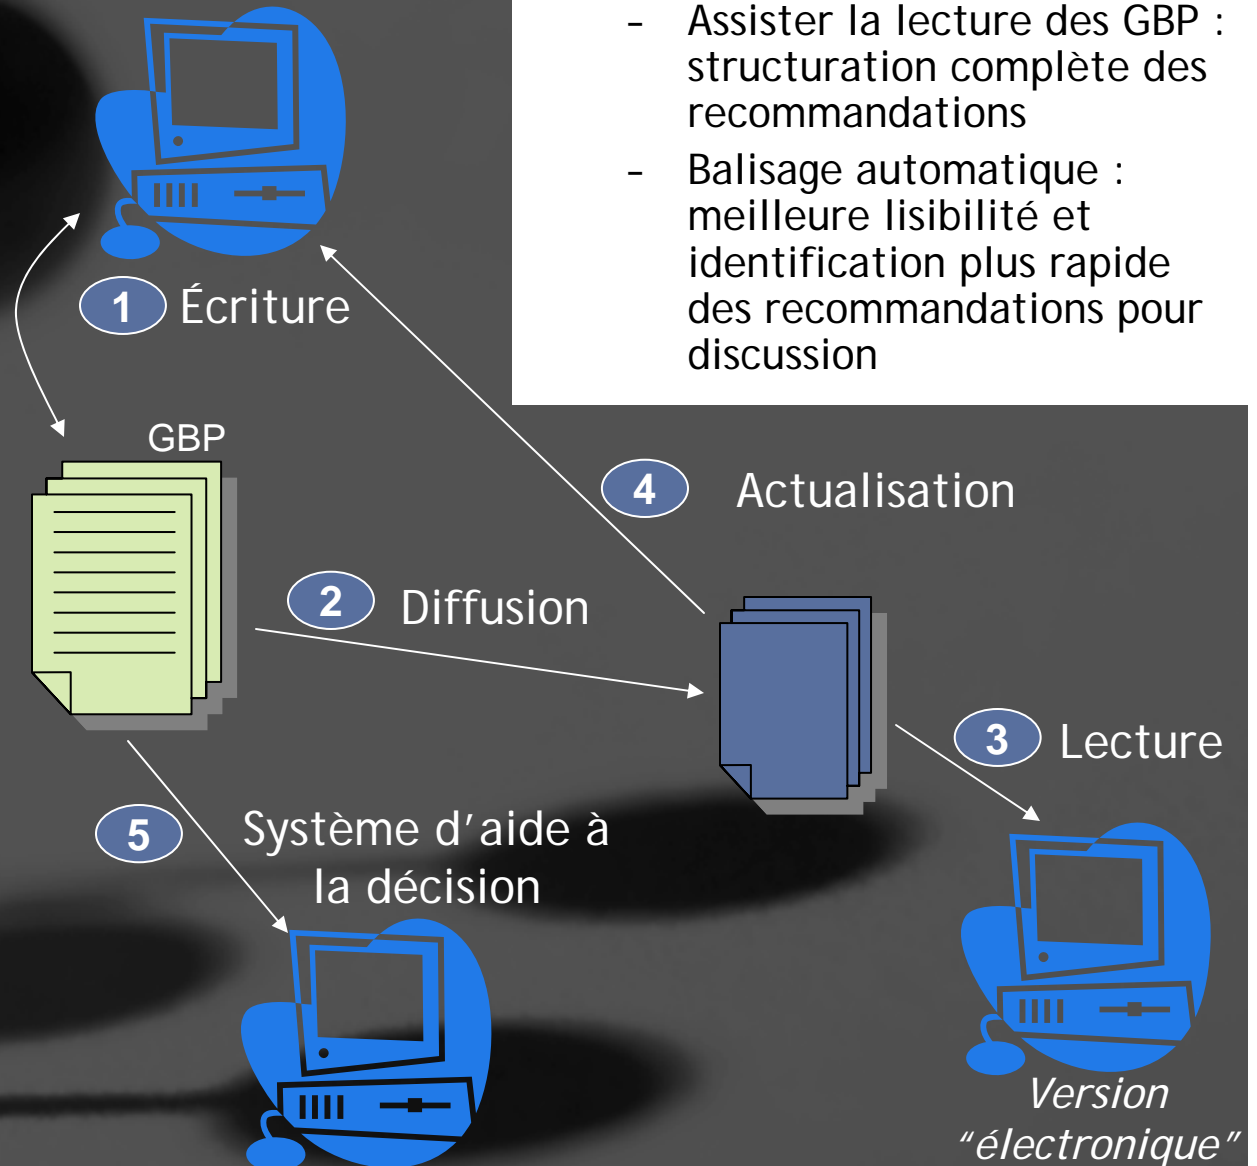 - Assister la lecture des GBP :
structuration complète des
recommandations
- Balisage automatique :
meilleure lisibilité et
identification plus rapide
des recommandations pour
discussion
1 Écriture
GBP
4 Actualisation
2 Diffusion
3 Lecture
5 Système d’aide à
la décision
Version
“électronique”